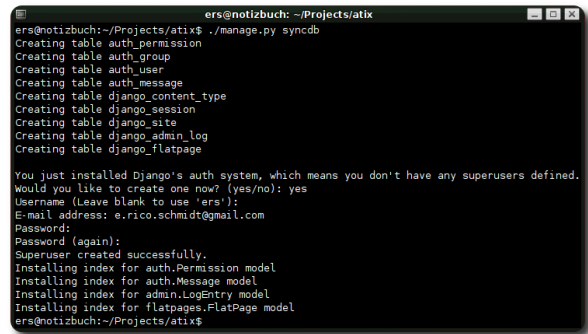 ers@notizbuch: ~/Projects/atix
ers@notizbuch:~/Projects/atix$ ./manage.py syncdb
Creating table auth_permission
Creating table auth_group
Creating table auth_user
Creating table auth_message
Creating table django_content_type
Creating table django_session
Creating table django_site
Creating table django_admin_log
Creating table django_flatpage
You just installed Django's auth system, which means you don't have any superusers defined.
Would you like to create one now? (yes/no): yes
Username (Leave blank to use 'ers'):
E-mail address: e.rico.schmidt@gmail.com
Password:
Password (again):
Superuser created successfully.
Installing index for auth.Permission model
Installing index for auth.Message model
Installing index for admin.LogEntry model
Installing index for flatpages.FlatPage model
ers@notizbuch:~/Projects/atix$